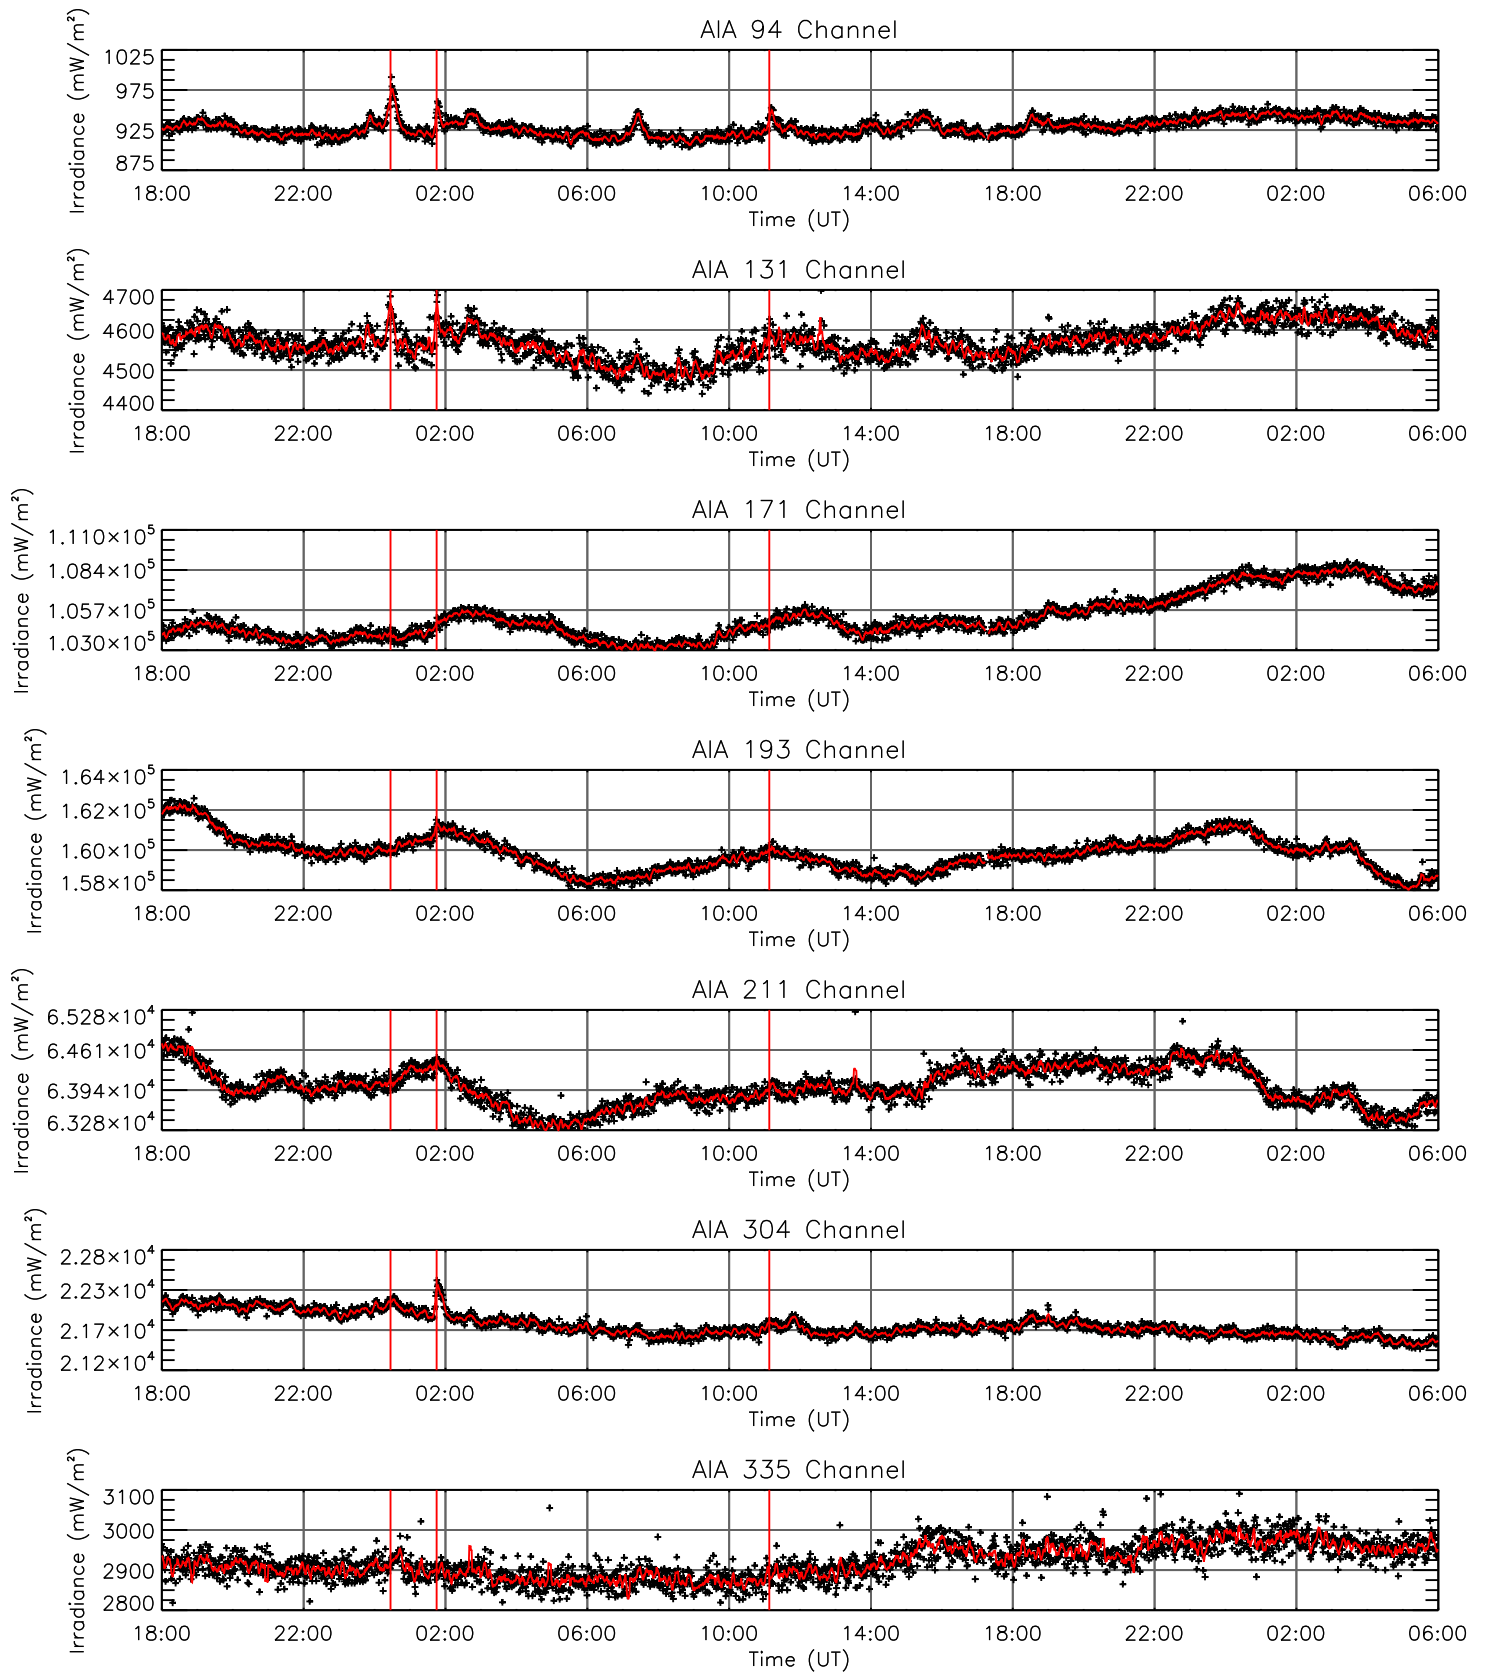 AIA 94 Channel
Irradiance (mW/m²)
1025
975
925
875
18:00 22:00 02:00 06:00 10:00 14:00 18:00 22:00 02:00 06:00
Time (UT)
AIA 131 Channel
Irradiance (mW/m²)
4700
4600
4500
4400
18:00 22:00 02:00 06:00 10:00 14:00 18:00 22:00 02:00 06:00
Time (UT)
AIA 171 Channel
Irradiance (mW/m²)
1.110×10⁵
1.084×10⁵
1.057×10⁵
1.030×10⁵
18:00 22:00 02:00 06:00 10:00 14:00 18:00 22:00 02:00 06:00
Time (UT)
AIA 193 Channel
Irradiance (mW/m²)
1.64×10⁵
1.62×10⁵
1.60×10⁵
1.58×10⁵
18:00 22:00 02:00 06:00 10:00 14:00 18:00 22:00 02:00 06:00
Time (UT)
AIA 211 Channel
Irradiance (mW/m²)
6.528×10⁴
6.461×10⁴
6.394×10⁴
6.328×10⁴
18:00 22:00 02:00 06:00 10:00 14:00 18:00 22:00 02:00 06:00
Time (UT)
AIA 304 Channel
Irradiance (mW/m²)
2.28×10⁴
2.23×10⁴
2.17×10⁴
2.12×10⁴
18:00 22:00 02:00 06:00 10:00 14:00 18:00 22:00 02:00 06:00
Time (UT)
AIA 335 Channel
Irradiance (mW/m²)
3100
3000
2900
2800
18:00 22:00 02:00 06:00 10:00 14:00 18:00 22:00 02:00 06:00
Time (UT)